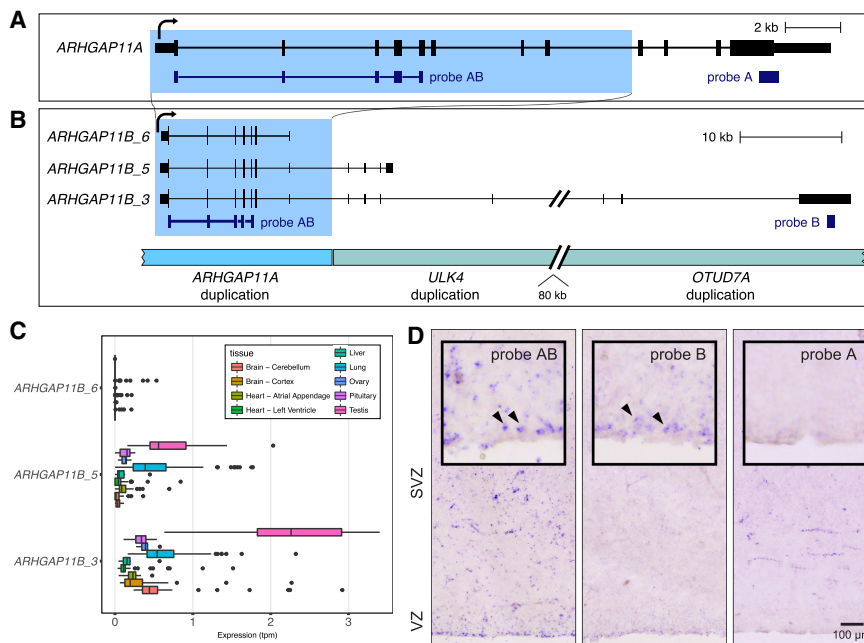 A
2 kb
ARHGAP11A
probe AB
probe A
B
ARHGAP11B_6
10 kb
ARHGAP11B_5
ARHGAP11B_3
probe AB
probe B
ARHGAP11A
duplication
ULK4
duplication
80 kb
OTUD7A
duplication
C
tissue
Brain − Cerebellum
Brain − Cortex
Heart − Atrial Appendage
Heart − Left Ventricle
Liver
Lung
Ovary
Pituitary
Testis
ARHGAP11B_6
ARHGAP11B_5
ARHGAP11B_3
0
1
2
3
Expression (tpm)
D
probe AB
probe B
probe A
SVZ
VZ
100 µm